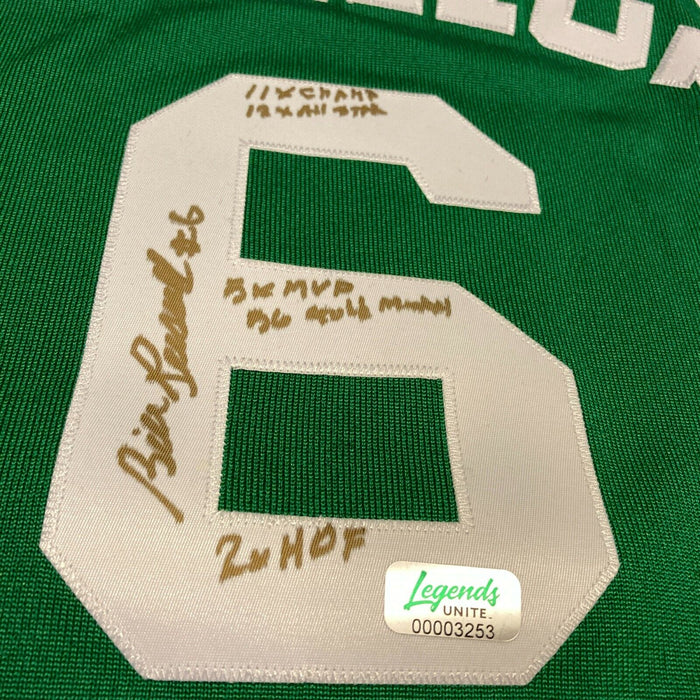 11x CHAMP
12x All STAR
Bill Russell #6
5x MVP
56 Gold Medal
2x HOF
Legends
UNITE
00003253